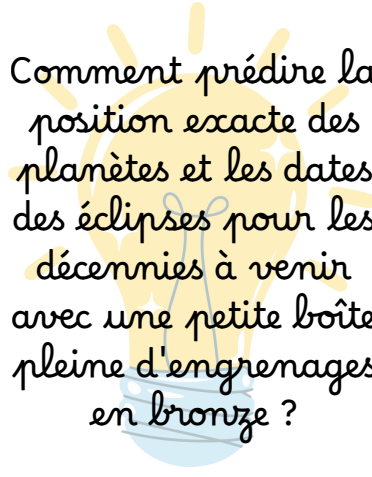 Comment prédire la
position exacte des
planètes et les dates
des éclipses pour les
décennies à venir
avec une petite boîte
pleine d'engrenages
en bronze ?